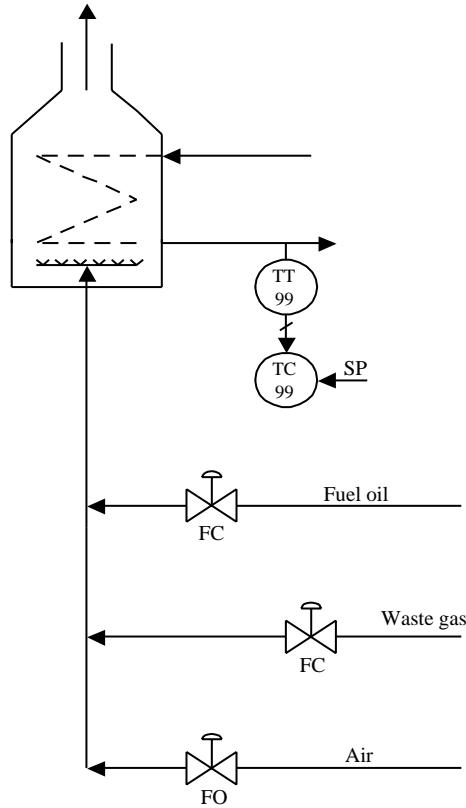 TT
99
TC
99
SP
Fuel oil
FC
Waste gas
FC
Air
FO